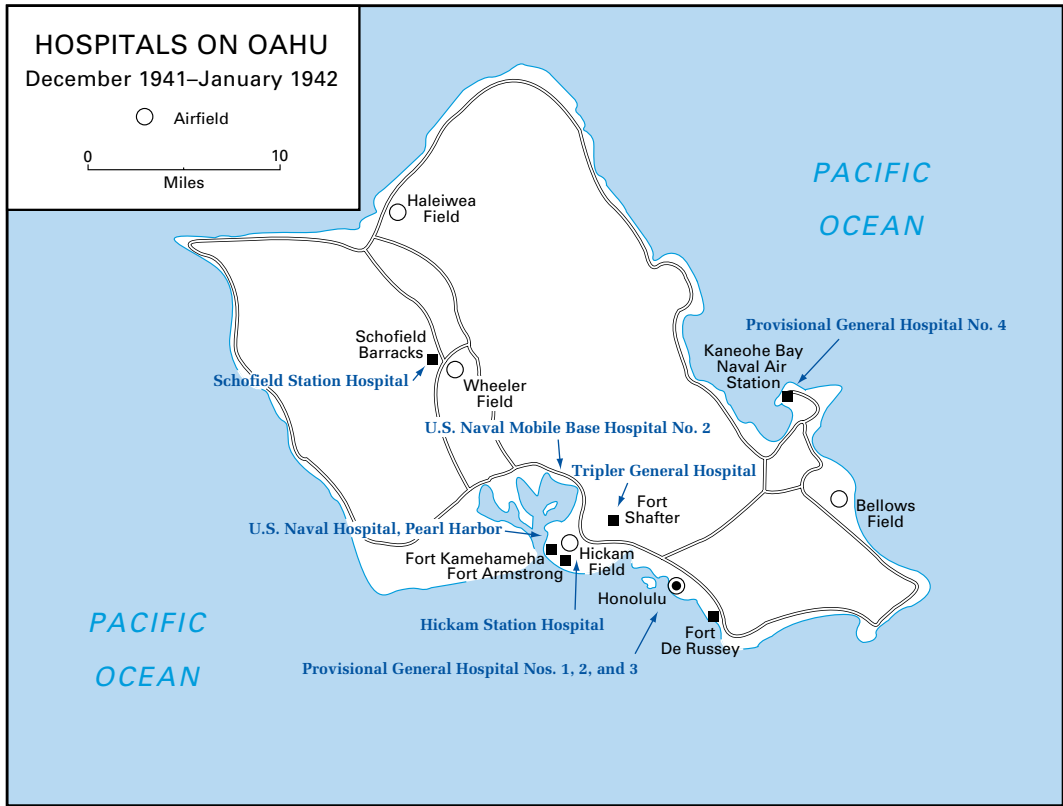 HOSPITALS ON OAHU
December 1941–January 1942
Airfield
0 10
Miles
PACIFIC
OCEAN
Haleiwea
Field
Provisional General Hospital No. 4
Schofield
Barracks
Kaneohe Bay
Naval Air
Station
Schofield Station Hospital
Wheeler
Field
U.S. Naval Mobile Base Hospital No. 2
Tripler General Hospital
Fort
Shafter
Bellows
Field
U.S. Naval Hospital, Pearl Harbor
Fort Kamehameha
Fort Armstrong
Hickam
Field
Honolulu
Hickam Station Hospital
Fort
De Russey
Provisional General Hospital Nos. 1, 2, and 3
PACIFIC
OCEAN